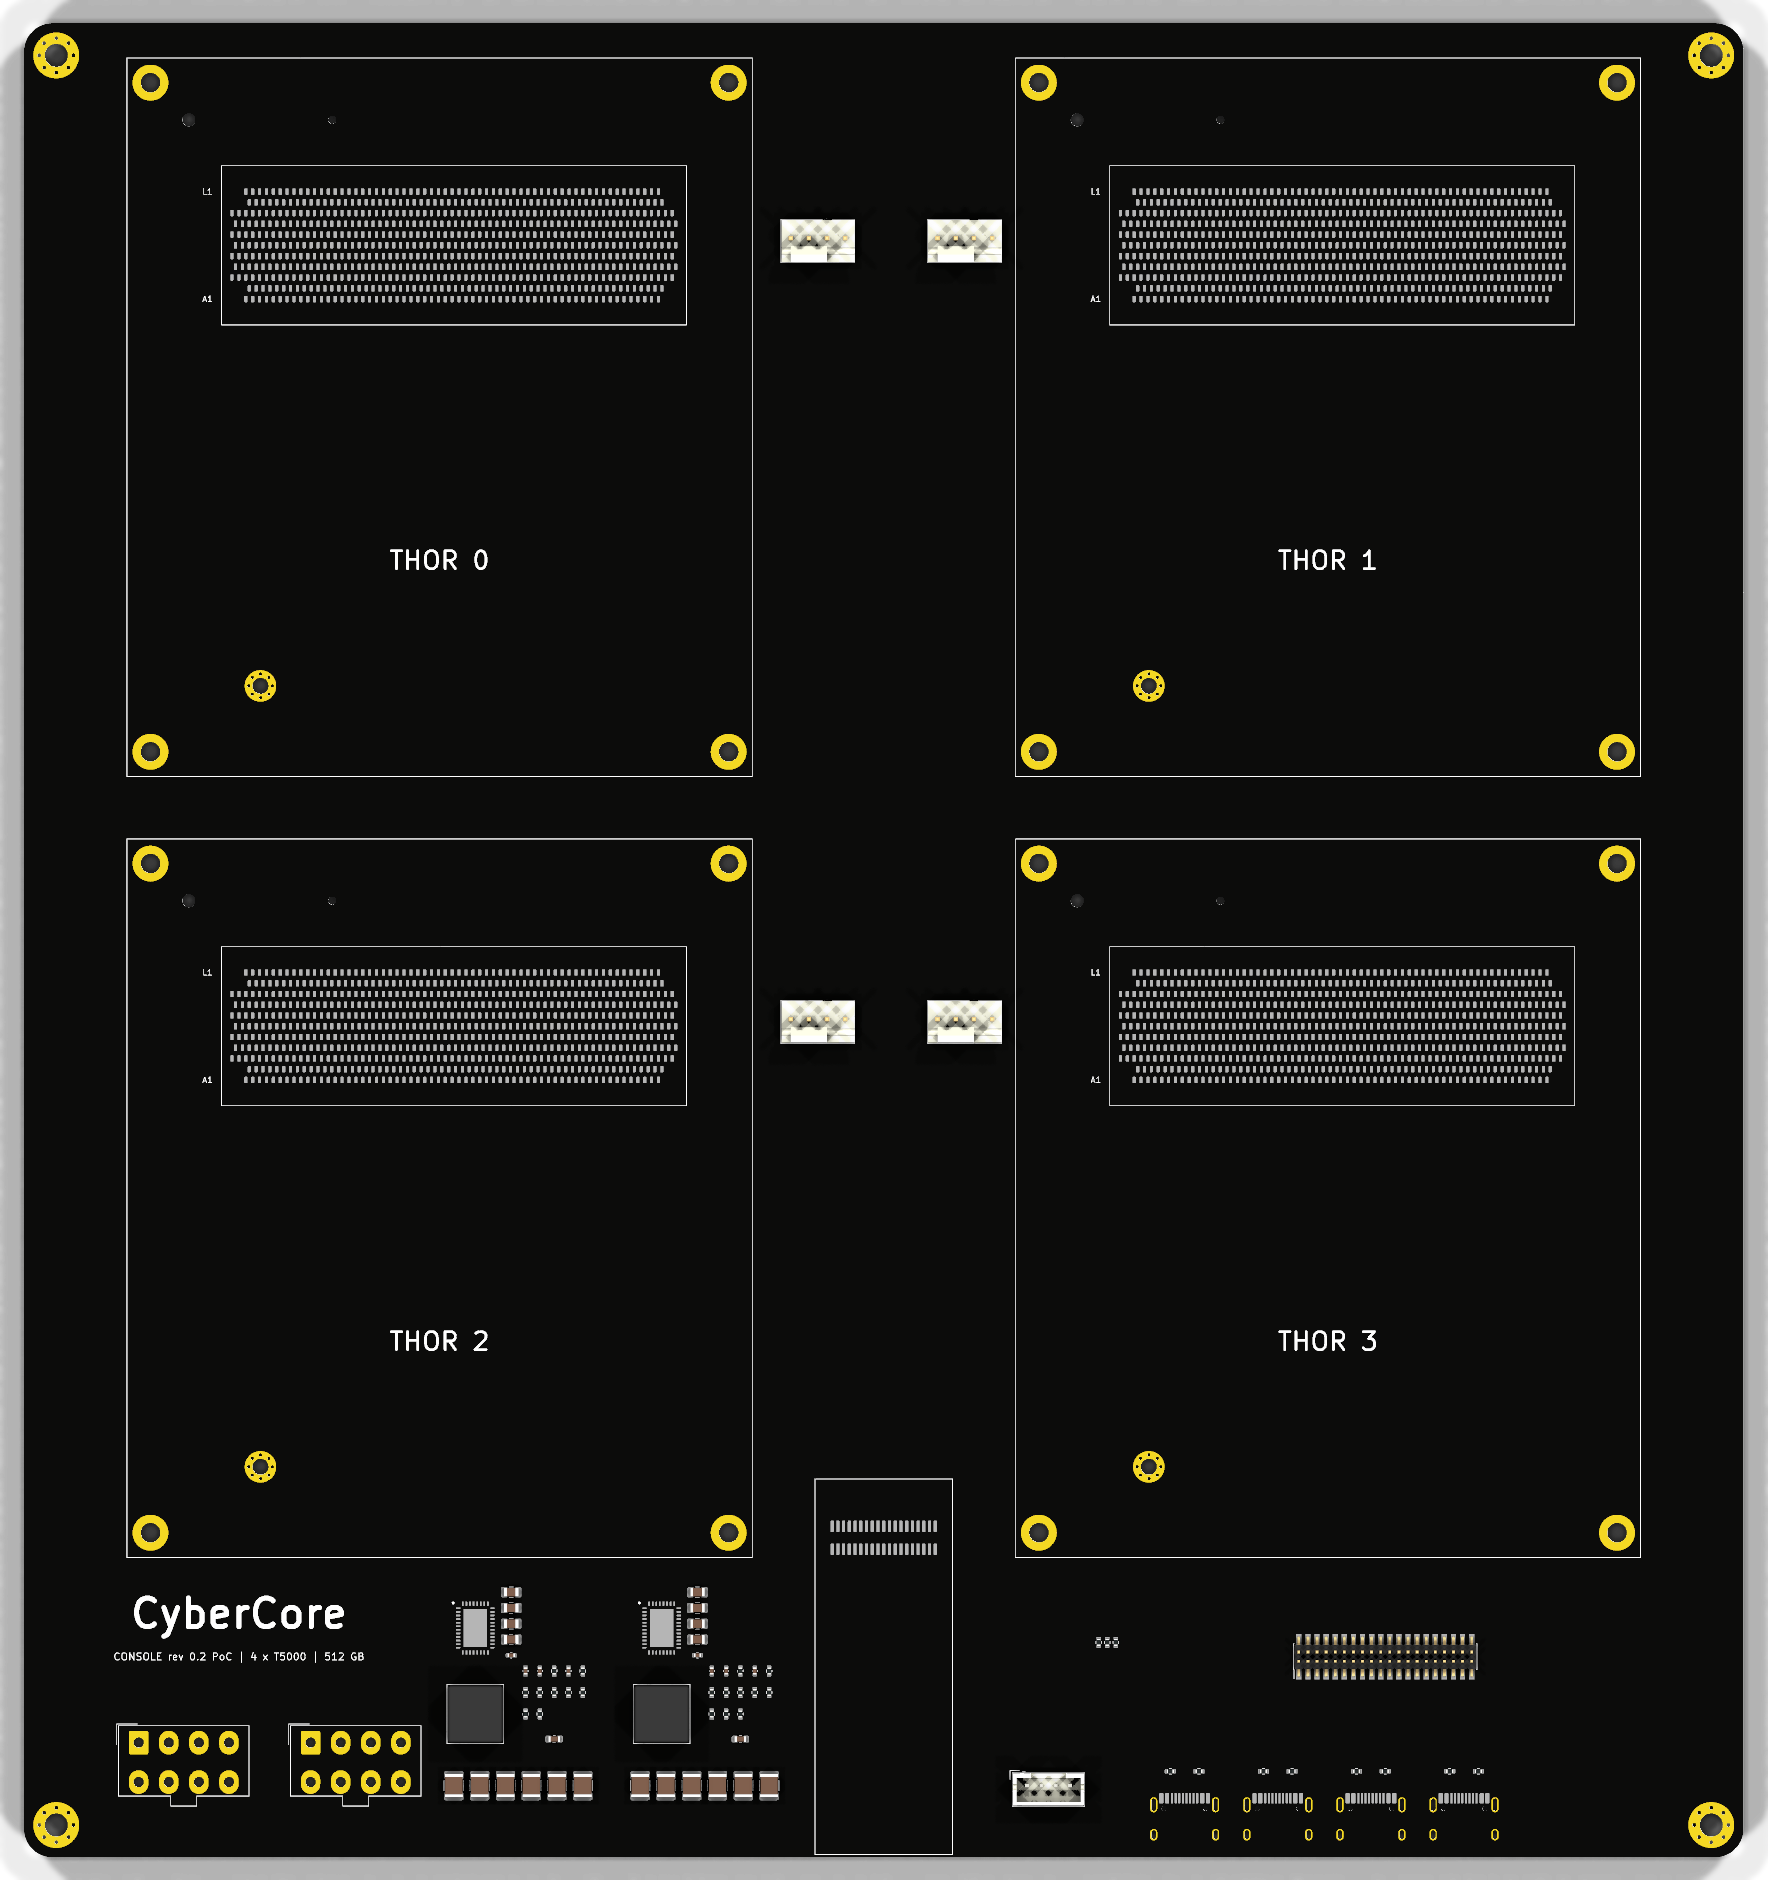 L1
A1
THOR 0
L1
A1
THOR 1
L1
A1
THOR 2
L1
A1
THOR 3
CyberCore
CONSOLE rev 0.2 PoC | 4 x T5000 | 512 GB